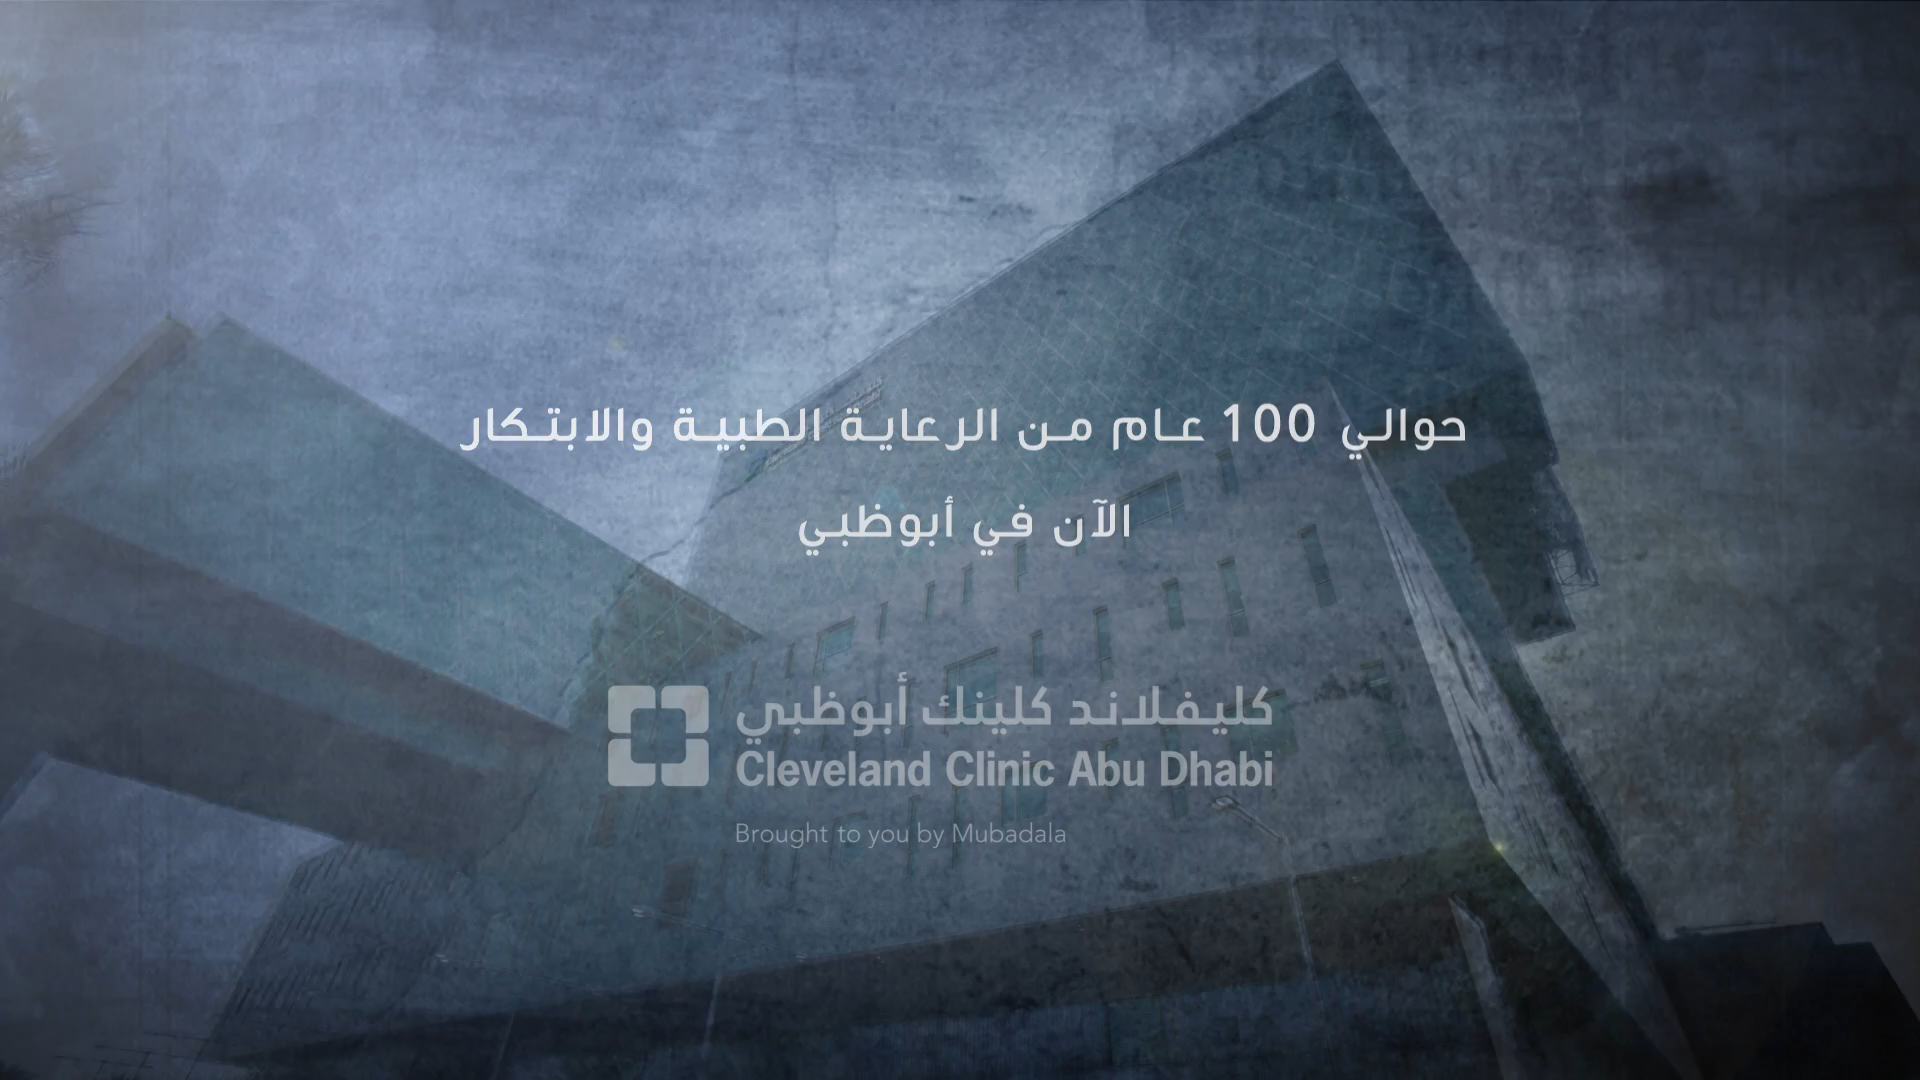 حوالي 100 عام من الرعاية الطبية والابتكار
الآن في أبوظبي
كليفلاند كلينك أبوظبي
Cleveland Clinic Abu Dhabi
Brought to you by Mubadala